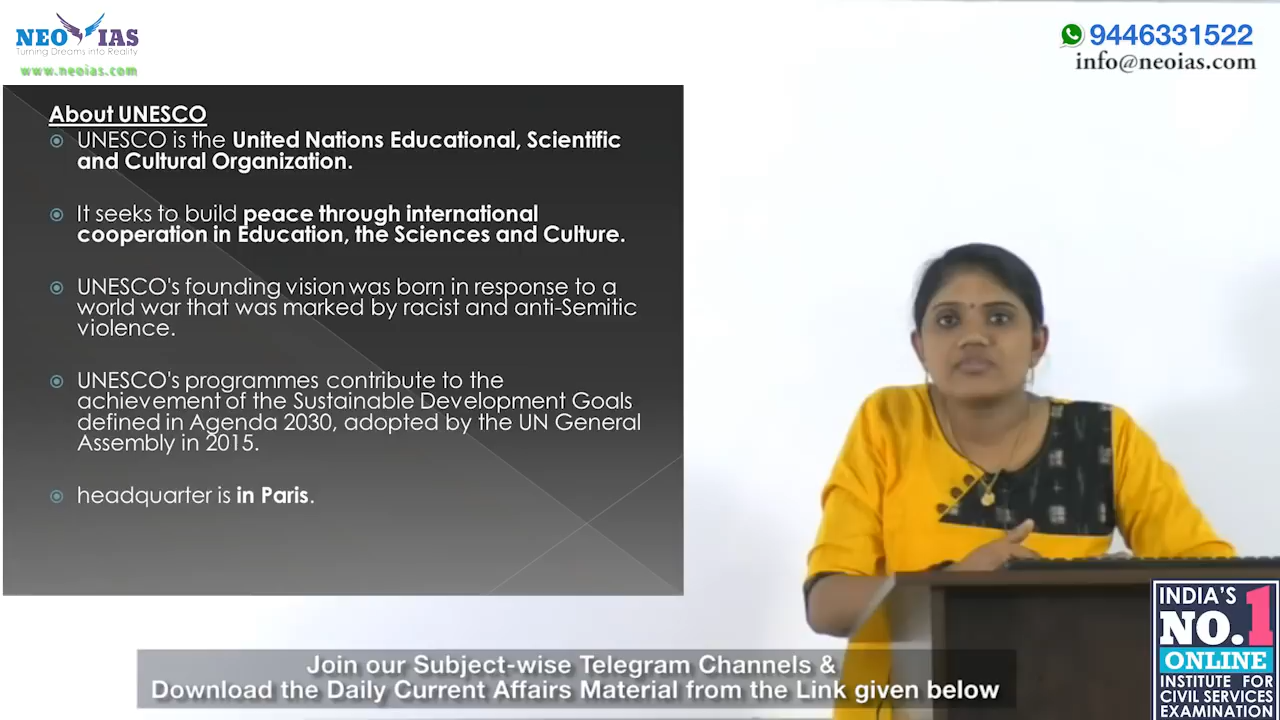 NEO IAS
Turning Dreams into Reality
www.neoias.com
9446331522
info@neoias.com
About UNESCO
UNESCO is the United Nations Educational, Scientific
and Cultural Organization.
It seeks to build peace through international
cooperation in Education, the Sciences and Culture.
UNESCO's founding vision was born in response to a
world war that was marked by racist and anti-Semitic
violence.
UNESCO's programmes contribute to the
achievement of the Sustainable Development Goals
defined in Agenda 2030, adopted by the UN General
Assembly in 2015.
headquarter is in Paris.
INDIA'S
NO.1
ONLINE
INSTITUTE FOR
CIVIL SERVICES
EXAMINATION
Join our Subject-wise Telegram Channels &
Download the Daily Current Affairs Material from the Link given below